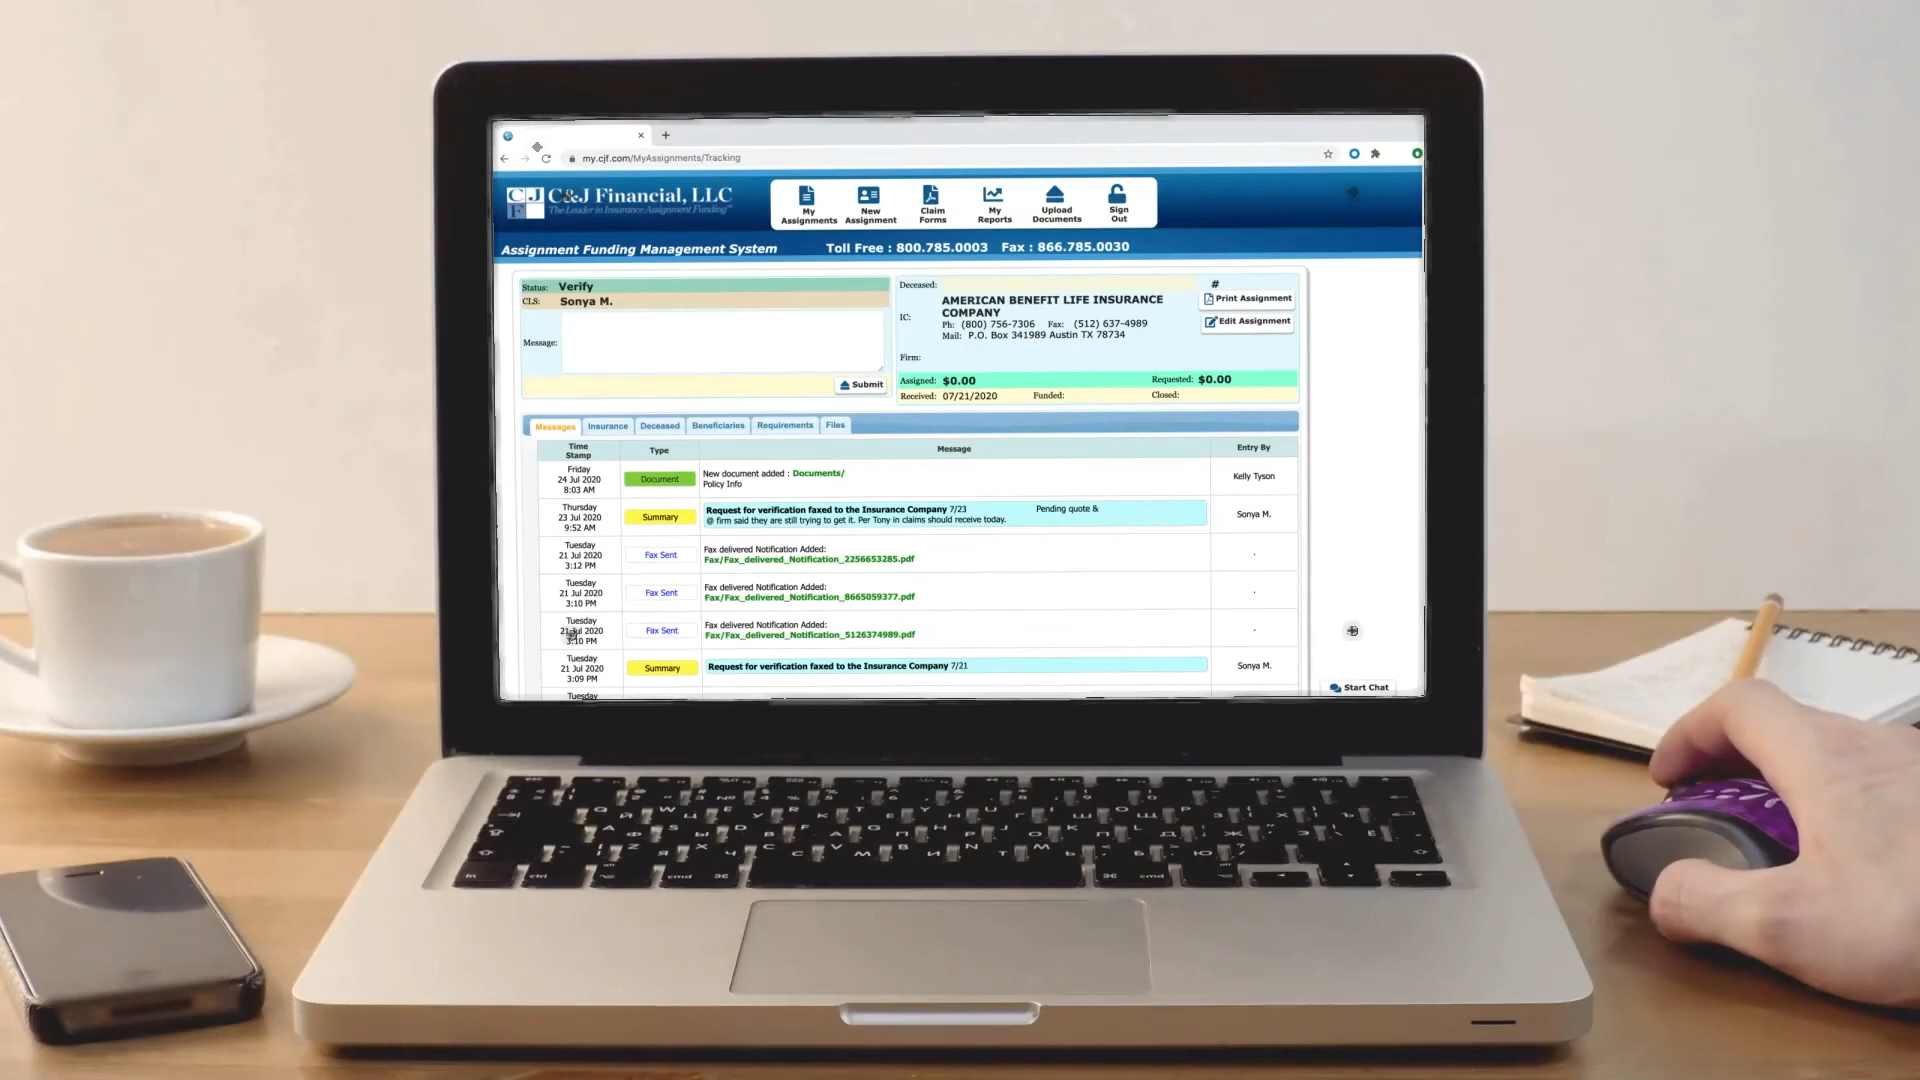 my.cjf.com/MyAssignments/Tracking
CJ
F
C&J Financial, LLC
The Leader in Insurance Assignment Funding
My Assignments
New Assignment
Claim Forms
My Reports
Upload Documents
Sign Out
Assignment Funding Management System
Toll Free : 800.785.0003 Fax : 866.785.0030
Status: Verify
CLS: Sonya M.
Message:
Submit
Deceased:
#
IC: AMERICAN BENEFIT LIFE INSURANCE COMPANY
Ph: (800) 756-7306 Fax: (512) 637-4989
Mail: P.O. Box 341989 Austin TX 78734
Print Assignment
Edit Assignment
Firm:
Assigned: $0.00 Requested: $0.00
Received: 07/21/2020 Funded: Closed:
Messages Insurance Deceased Beneficiaries Requirements Files
Time Stamp Type Message Entry By
Friday
24 Jul 2020
8:03 AM
Document
New document added : Documents/
Policy Info
Kelly Tyson
Thursday
23 Jul 2020
9:52 AM
Summary
Request for verification faxed to the Insurance Company 7/23 Pending quote &
@ firm said they are still trying to get it. Per Tony in claims should receive today.
Sonya M.
Tuesday
21 Jul 2020
3:12 PM
Fax Sent
Fax delivered Notification Added:
Fax/Fax_delivered_Notification_2256653285.pdf
.
Tuesday
21 Jul 2020
3:10 PM
Fax Sent
Fax delivered Notification Added:
Fax/Fax_delivered_Notification_8665059377.pdf
.
Tuesday
21 Jul 2020
3:10 PM
Fax Sent
Fax delivered Notification Added:
Fax/Fax_delivered_Notification_5126374989.pdf
.
Tuesday
21 Jul 2020
3:09 PM
Summary
Request for verification faxed to the Insurance Company 7/21
Sonya M.
Tuesday
Start Chat